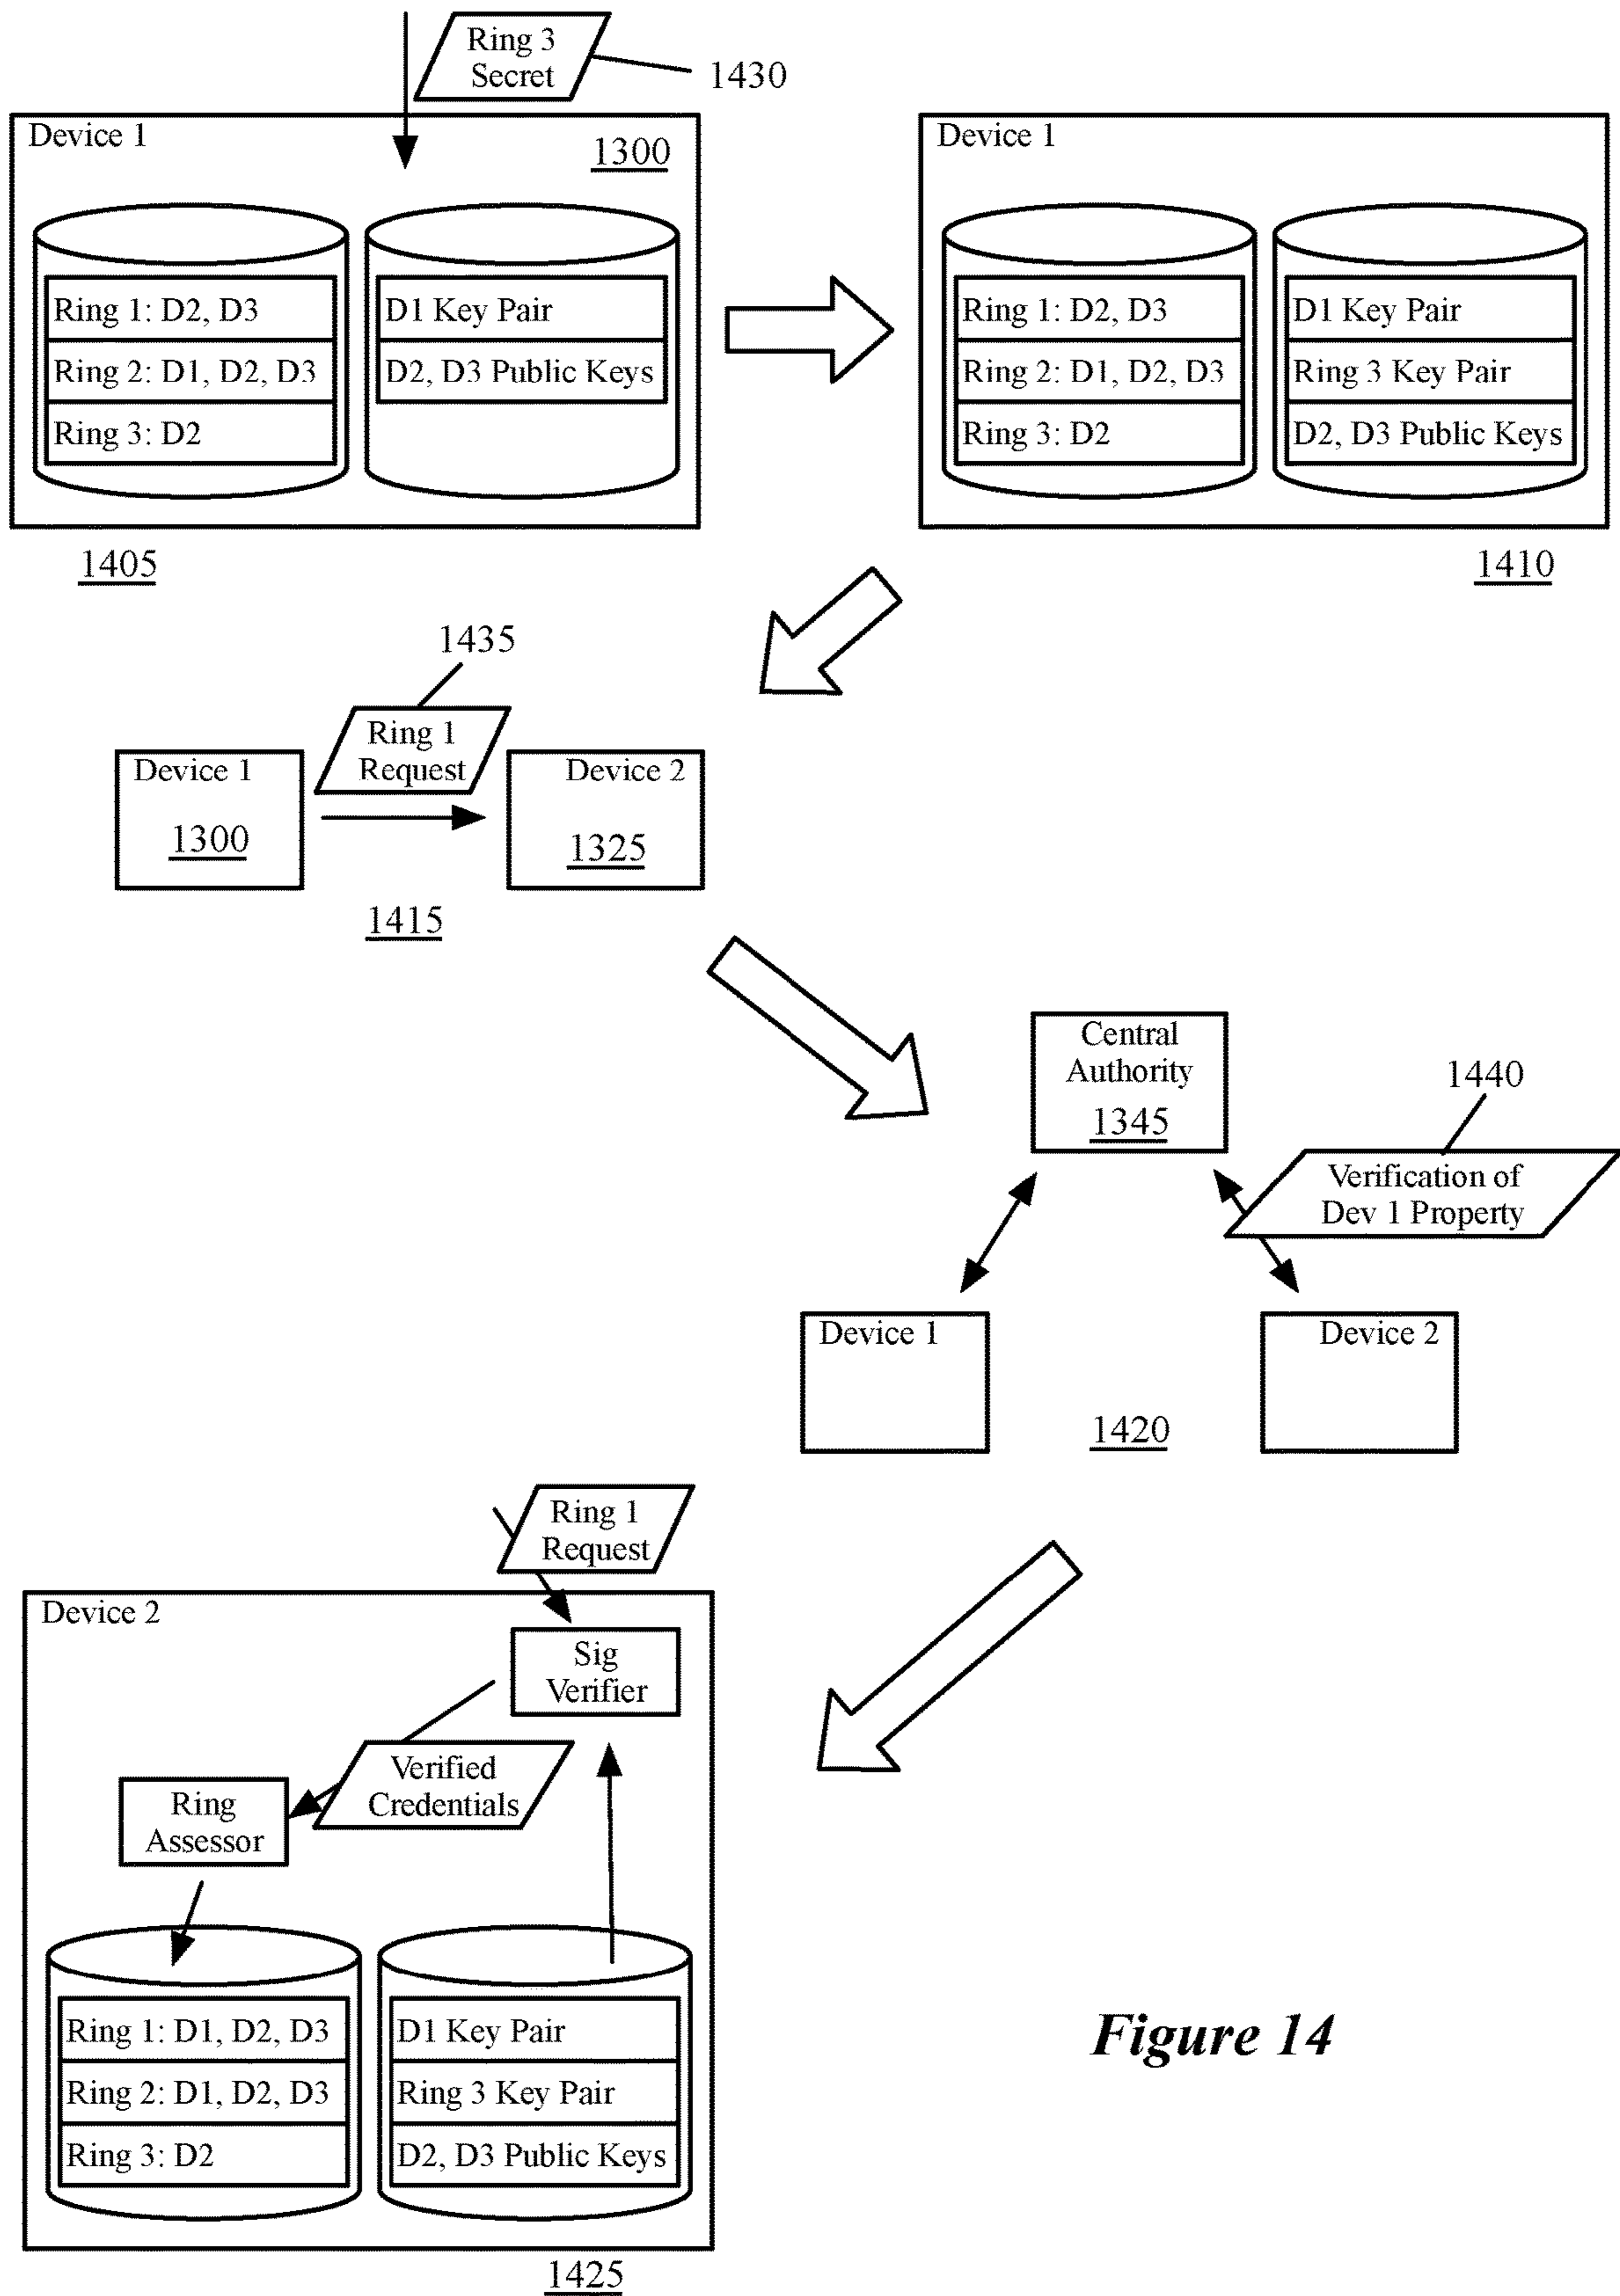 Ring 3
Secret
1430
Device 1
1300
Ring 1: D2, D3
Ring 2: D1, D2, D3
Ring 3: D2
D1 Key Pair
D2, D3 Public Keys
1405
Device 1
Ring 1: D2, D3
Ring 2: D1, D2, D3
Ring 3: D2
D1 Key Pair
Ring 3 Key Pair
D2, D3 Public Keys
1410
1435
Ring 1
Request
Device 1
1300
Device 2
1325
1415
Central
Authority
1345
1440
Verification of
Dev 1 Property
Device 1
Device 2
1420
Ring 1
Request
Device 2
Sig
Verifier
Verified
Credentials
Ring
Assessor
Ring 1: D1, D2, D3
Ring 2: D1, D2, D3
Ring 3: D2
D1 Key Pair
Ring 3 Key Pair
D2, D3 Public Keys
1425
Figure 14